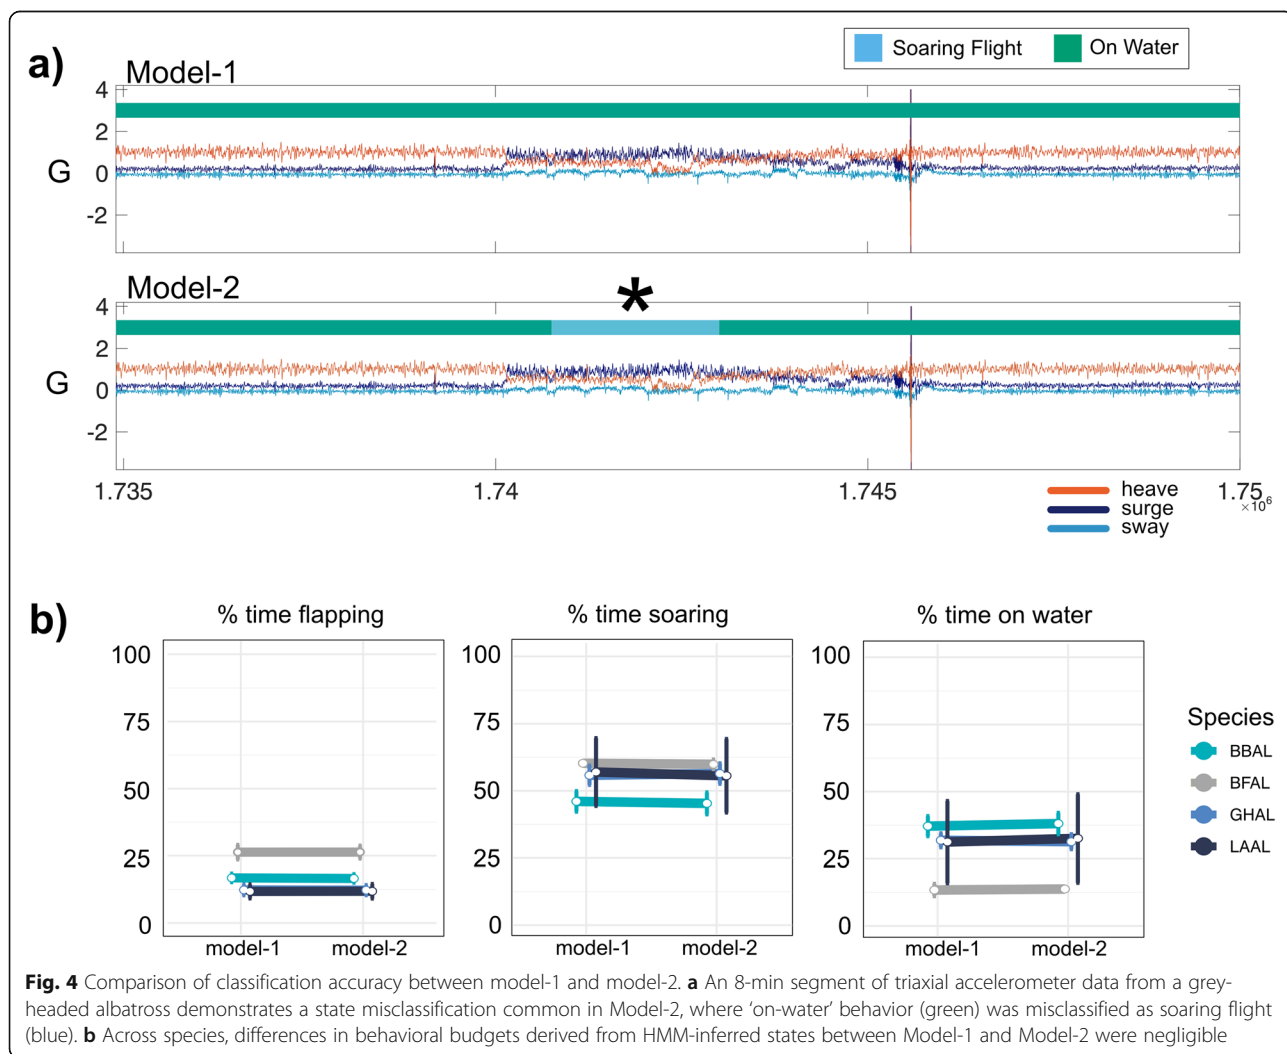 a)
Soaring Flight
On Water
Model-1
4
2
0
-2
G
Model-2
*
4
2
0
-2
G
1.735
1.74
1.745
1.75
×10⁶
heave
surge
sway
b)
% time flapping
100
75
50
25
0
model-1
model-2
% time soaring
100
75
50
25
0
model-1
model-2
% time on water
100
75
50
25
0
model-1
model-2
Species
BBAL
BFAL
GHAL
LAAL
Fig. 4 Comparison of classification accuracy between model-1 and model-2. a An 8-min segment of triaxial accelerometer data from a grey-
headed albatross demonstrates a state misclassification common in Model-2, where ‘on-water’ behavior (green) was misclassified as soaring flight
(blue). b Across species, differences in behavioral budgets derived from HMM-inferred states between Model-1 and Model-2 were negligible